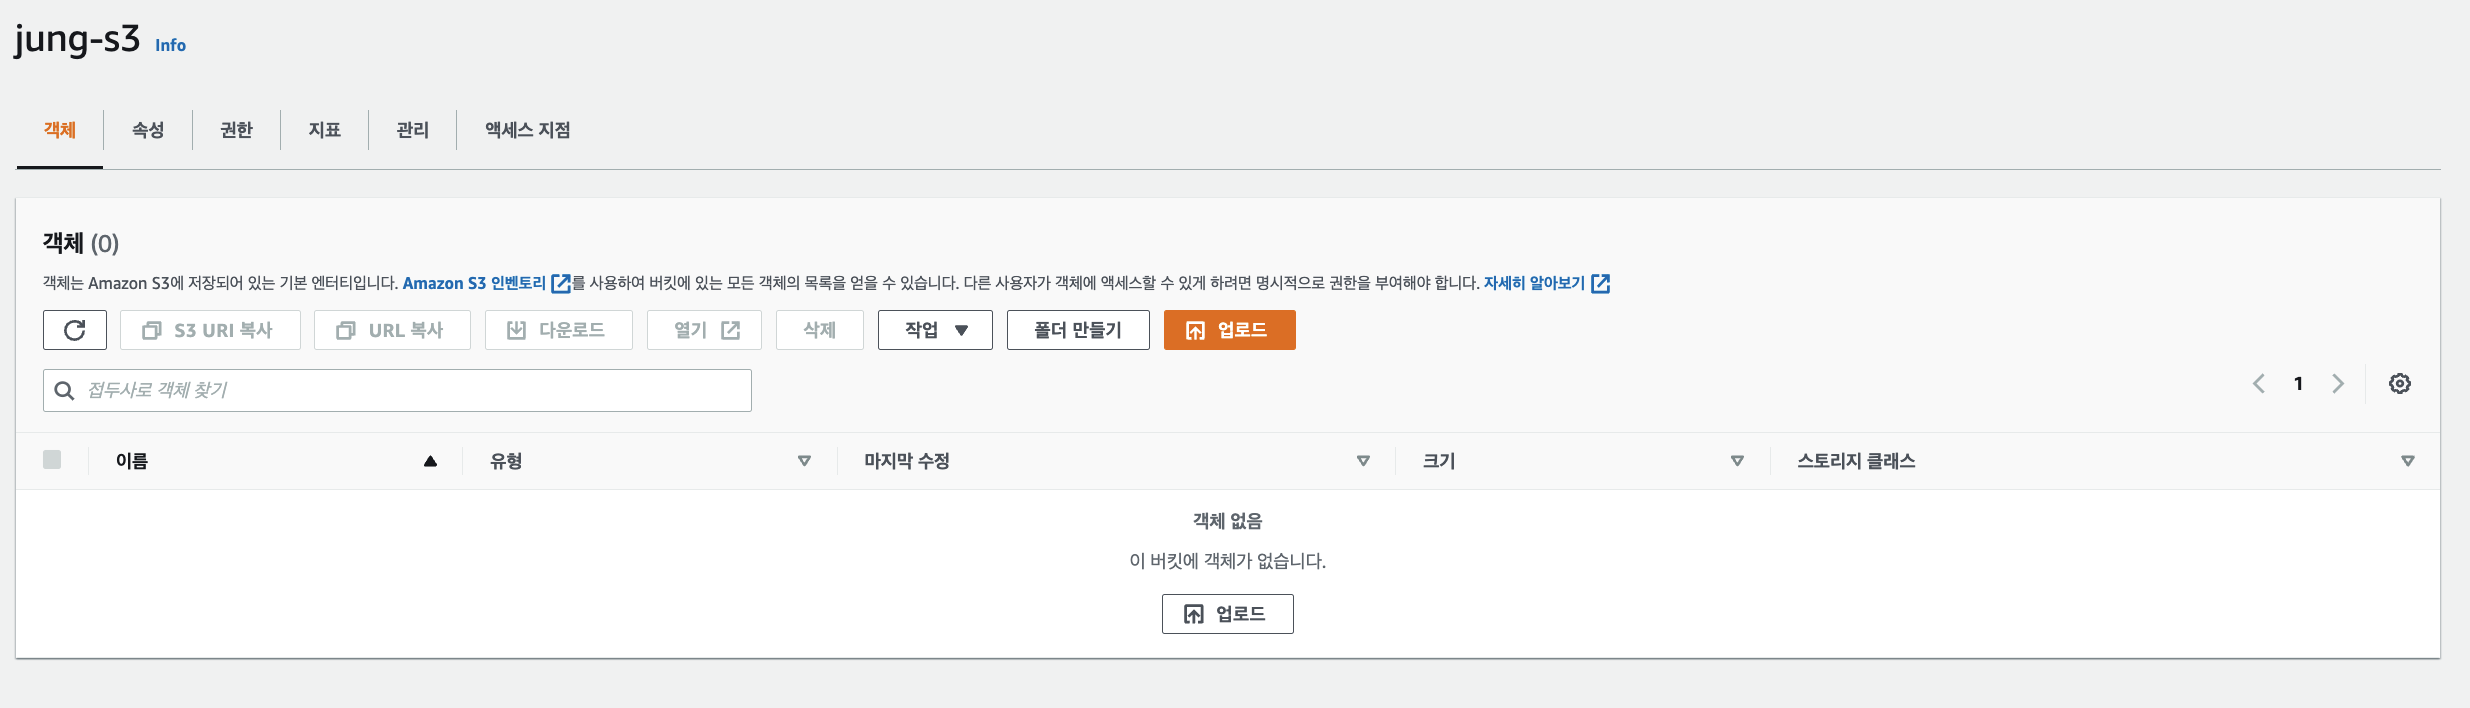 jung-s3 Info
객체 속성 권한 지표 관리 액세스 지점
객체 (0)
객체는 Amazon S3에 저장되어 있는 기본 엔터티입니다. Amazon S3 인벤토리를 사용하여 버킷에 있는 모든 객체의 목록을 얻을 수 있습니다. 다른 사용자가 객체에 액세스할 수 있게 하려면 명시적으로 권한을 부여해야 합니다. 자세히 알아보기
S3 URI 복사 URL 복사 다운로드 열기 삭제 작업 폴더 만들기 업로드
접두사로 객체 찾기 1
이름 유형 마지막 수정 크기 스토리지 클래스
객체 없음
이 버킷에 객체가 없습니다.
업로드